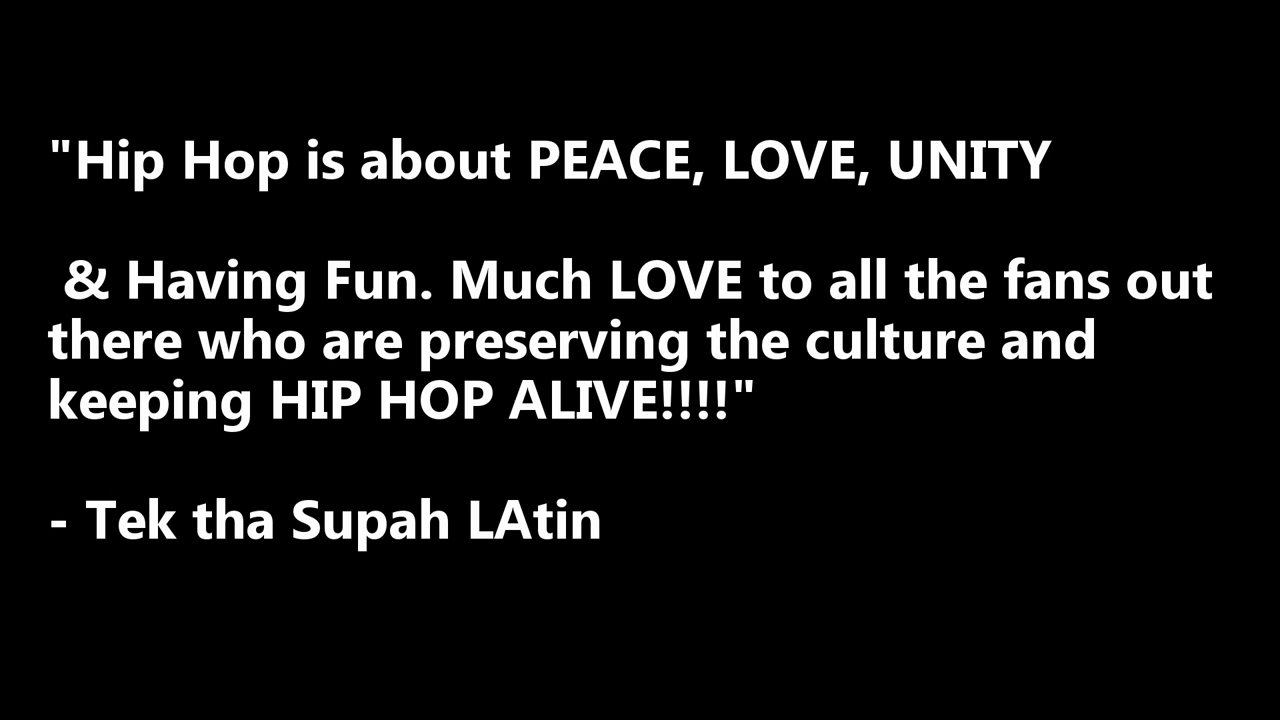 "Hip Hop is about PEACE, LOVE, UNITY
& Having Fun. Much LOVE to all the fans out
there who are preserving the culture and
keeping HIP HOP ALIVE!!!!"
- Tek tha Supah LAtin